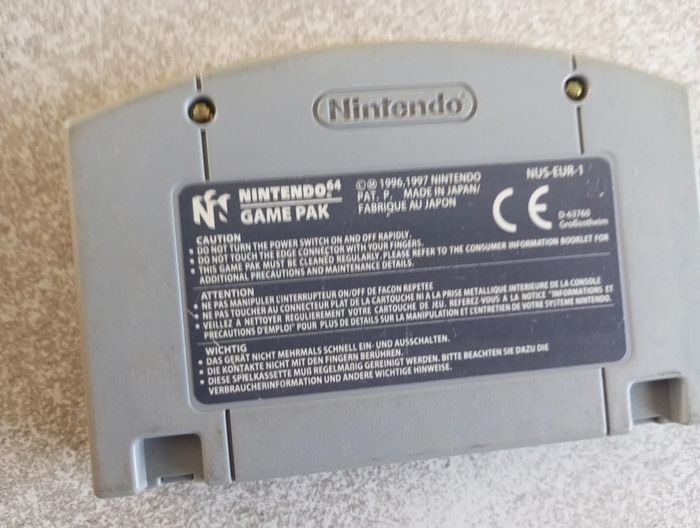 Nintendo
NINTENDO 64
GAME PAK
©Ⓜ 1996,1997 NINTENDO
PAT. P. MADE IN JAPAN/
FABRIQUE AU JAPON
NUS-EUR-1
CE
D-63760
Großostheim
CAUTION
• DO NOT TURN THE POWER SWITCH ON AND OFF RAPIDLY.
• DO NOT TOUCH THE EDGE CONNECTOR WITH YOUR FINGERS.
• THIS GAME PAK MUST BE CLEANED REGULARLY, PLEASE REFER TO THE CONSUMER INFORMATION BOOKLET FOR
ADDITIONAL PRECAUTIONS AND MAINTENANCE DETAILS.
ATTENTION
• NE PAS MANIPULER L'INTERRUPTEUR ON/OFF DE FACON REPETEE
• NE PAS TOUCHER AU CONNECTEUR PLAT DE LA CARTOUCHE NI A LA PRISE METALLIQUE INTERIEURE DE LA CONSOLE
• VEILLEZ A NETTOYER REGULIEREMENT VOTRE CARTOUCHE DE JEU. REFEREZ-VOUS A LA NOTICE "INFORMATIONS ET
PRECAUTIONS D'EMPLOI" POUR PLUS DE DETAILS SUR LA MANIPULATION ET L'ENTRETIEN DE VOTRE SYSTEME NINTENDO.
WICHTIG
• DAS GERÄT NICHT MEHRMALS SCHNELL EIN- UND AUSSCHALTEN.
• DIE KONTAKTE NICHT MIT DEN FINGERN BERÜHREN.
• DIESE SPIELKASSETTE MUß REGELMÄßIG GEREINIGT WERDEN. BITTE BEACHTEN SIE DAZU DIE
VERBRAUCHERINFORMATION UND ANDERE WICHTIGE HINWEISE.